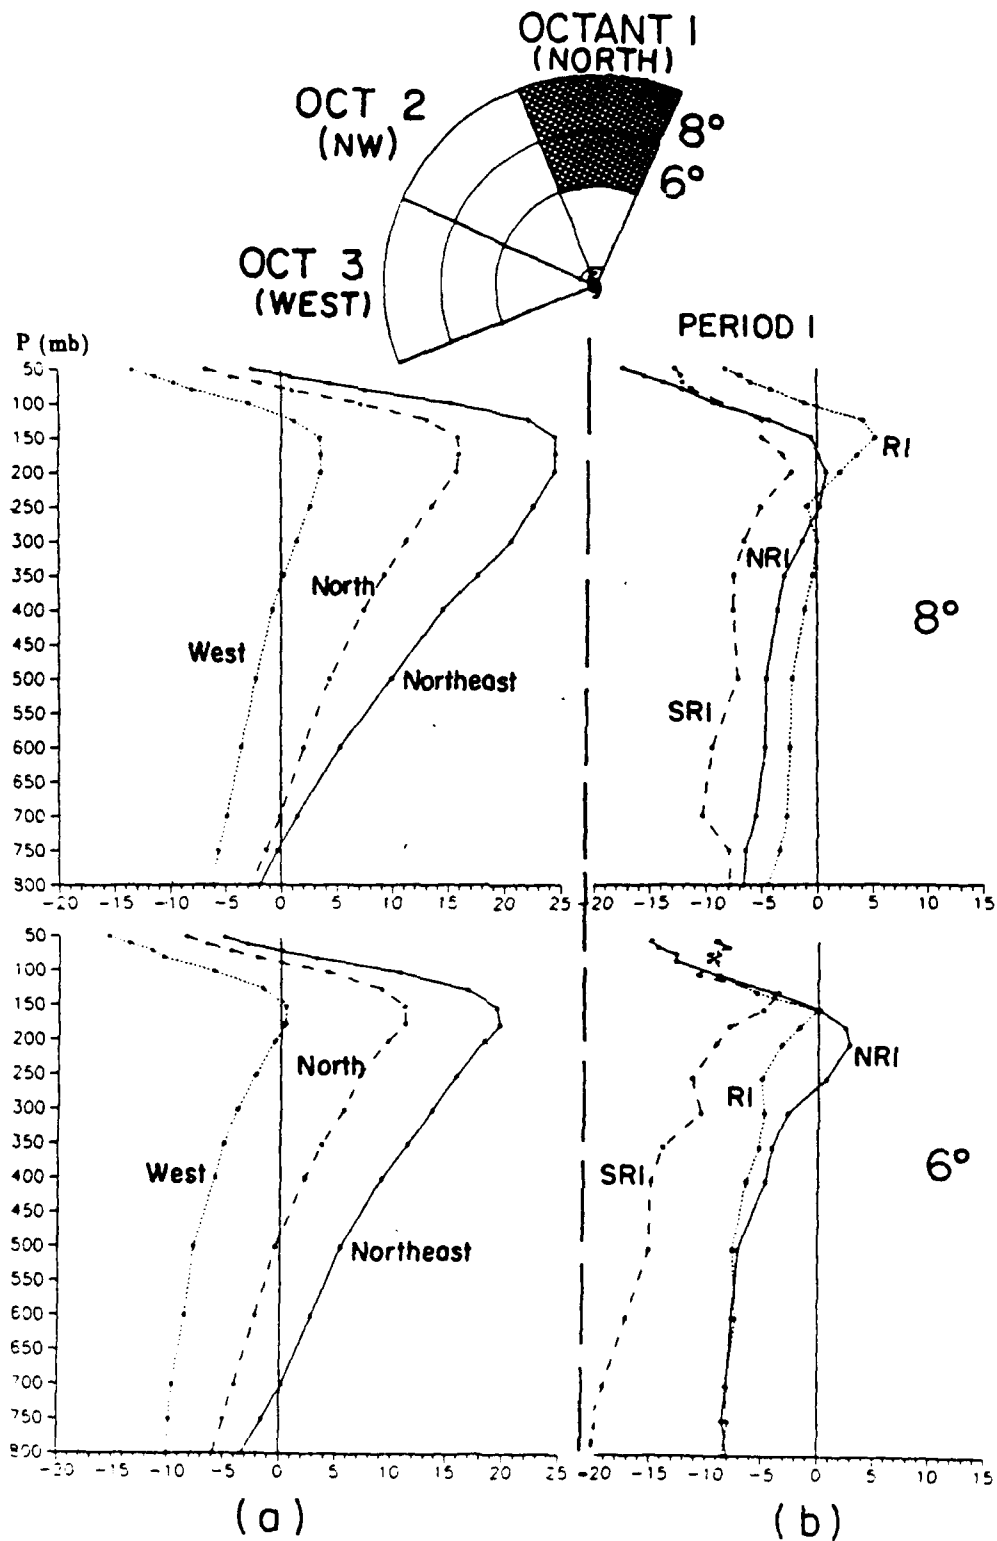 OCTANT 1
(NORTH)
OCT 2
(NW)
8°
6°
OCT 3
(WEST)
PERIOD 1
P (mb)
50
100
150
200
250
300
350
400
450
500
550
600
650
700
750
800
West
North
Northeast
-20 -15 -10 -5 0 5 10 15 20 25
RI
NRI
SRI
8°
-20 -15 -10 -5 0 5 10 15
50
100
150
200
250
300
350
400
450
500
550
600
650
700
750
800
West
North
Northeast
-20 -15 -10 -5 0 5 10 15 20 25
*
NRI
RI
SRI
6°
-20 -15 -10 -5 0 5 10 15
(a)
(b)